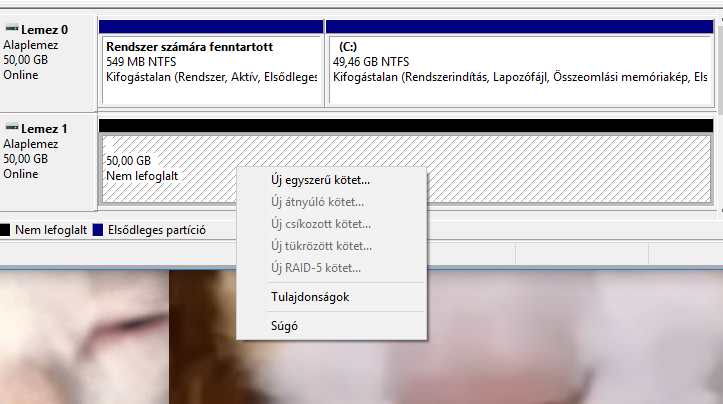 Lemez 0
Alaplemez
50,00 GB
Online
Rendszer számára fenntartott
549 MB NTFS
Kifogástalan (Rendszer, Aktív, Elsődleges
(C:)
49,46 GB NTFS
Kifogástalan (Rendszerindítás, Lapozófájl, Összeomlási memóriakép, Els
Lemez 1
Alaplemez
50,00 GB
Online
50,00 GB
Nem lefoglalt
Új egyszerű kötet...
Új átnyúló kötet...
Új csíkozott kötet...
Új tükrözött kötet...
Új RAID-5 kötet...
Tulajdonságok
Súgó
Nem lefoglalt Elsődleges partíció